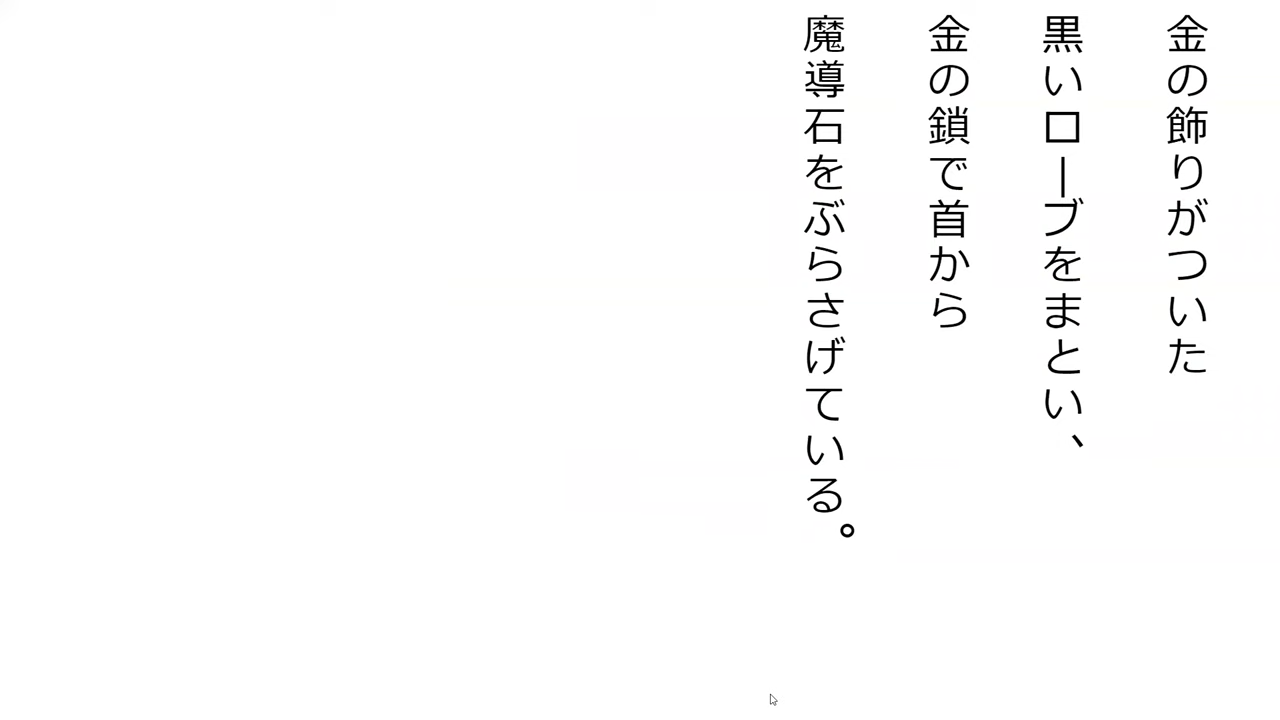 金の飾りがついた
黒いローブをまとい、
金の鎖で首から
魔導石をぶらさげている。